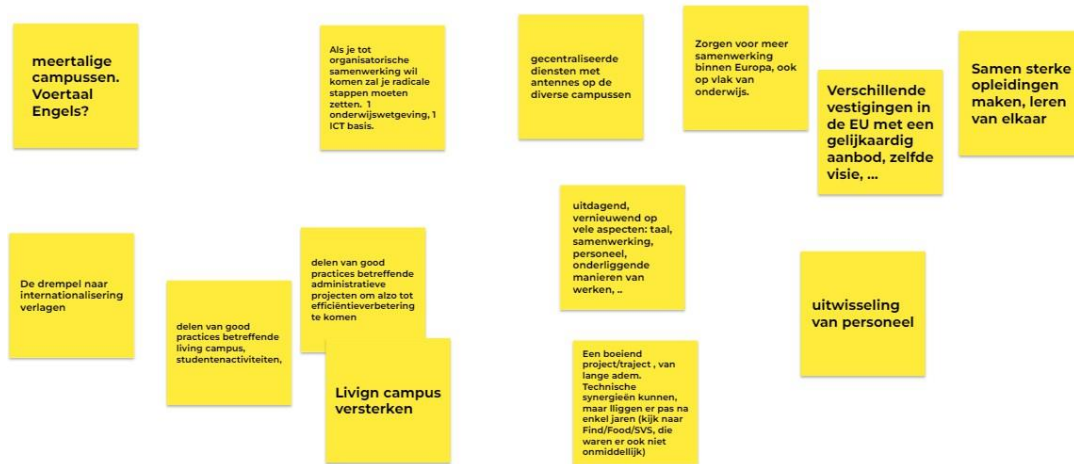 meertalige
campussen.
Voertaal
Engels?
Als je tot
organisatorische
samenwerking wil
komen zal je radicale
stappen moeten
zetten. 1
onderwijswetgeving, 1
ICT basis.
gecentraliseerde
diensten met
antennes op de
diverse campussen
Zorgen voor meer
samenwerking
binnen Europa, ook
op vlak van
onderwijs.
Verschillende
vestigingen in
de EU met een
gelijkaardig
aanbod, zelfde
visie, ...
Samen sterke
opleidingen
maken, leren
van elkaar
De drempel naar
internationalisering
verlagen
delen van good
practices betreffende
living campus,
studentenactiviteiten,
delen van good
practices betreffende
administratieve
projecten om alzo tot
efficiëntieverbetering
te komen
Livign campus
versterken
uitdagend,
vernieuwend op
vele aspecten: taal,
samenwerking,
personeel,
onderliggende
manieren van
werken, ..
Een boeiend
project/traject , van
lange adem.
Technische
synergieën kunnen,
maar lliggen er pas na
enkel jaren (kijk naar
Find/Food/SVS, die
waren er ook niet
onmiddellijk)
uitwisseling
van personeel